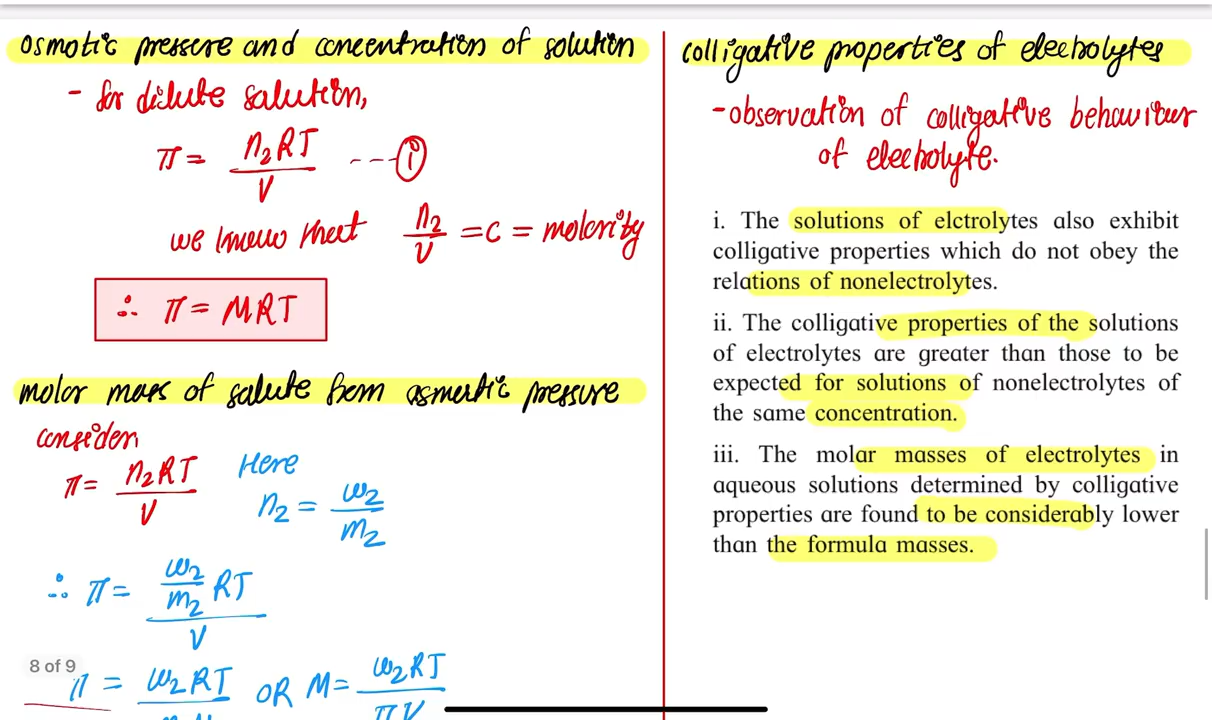 osmotic pressure and concentration of solution
- for dilute solution,
π = n2RT / V ---①
we know that n2 / V = C = molarity
∴ π = MRT
molar mass of solute from osmotic pressure
consider
π = n2RT / V
Here
n2 = w2 / m2
∴ π = w2 / m2 RT / V
8 of 9
π = w2RT
OR M = w2RT / πV
colligative properties of electrolytes
- observation of colligative behaviour
of electrolyte.
i. The solutions of elctrolytes also exhibit
colligative properties which do not obey the
relations of nonelectrolytes.
ii. The colligative properties of the solutions
of electrolytes are greater than those to be
expected for solutions of nonelectrolytes of
the same concentration.
iii. The molar masses of electrolytes in
aqueous solutions determined by colligative
properties are found to be considerably lower
than the formula masses.